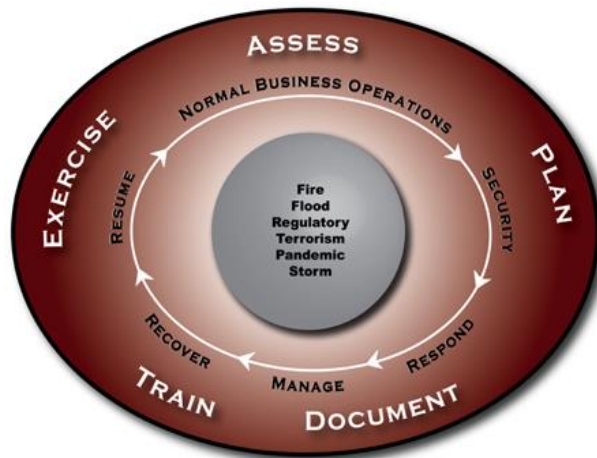 ASSESS
PLAN
DOCUMENT
TRAIN
EXERCISE
NORMAL BUSINESS OPERATIONS
SECURITY
RESPOND
MANAGE
RECOVER
RESUME
Fire
Flood
Regulatory
Terrorism
Pandemic
Storm